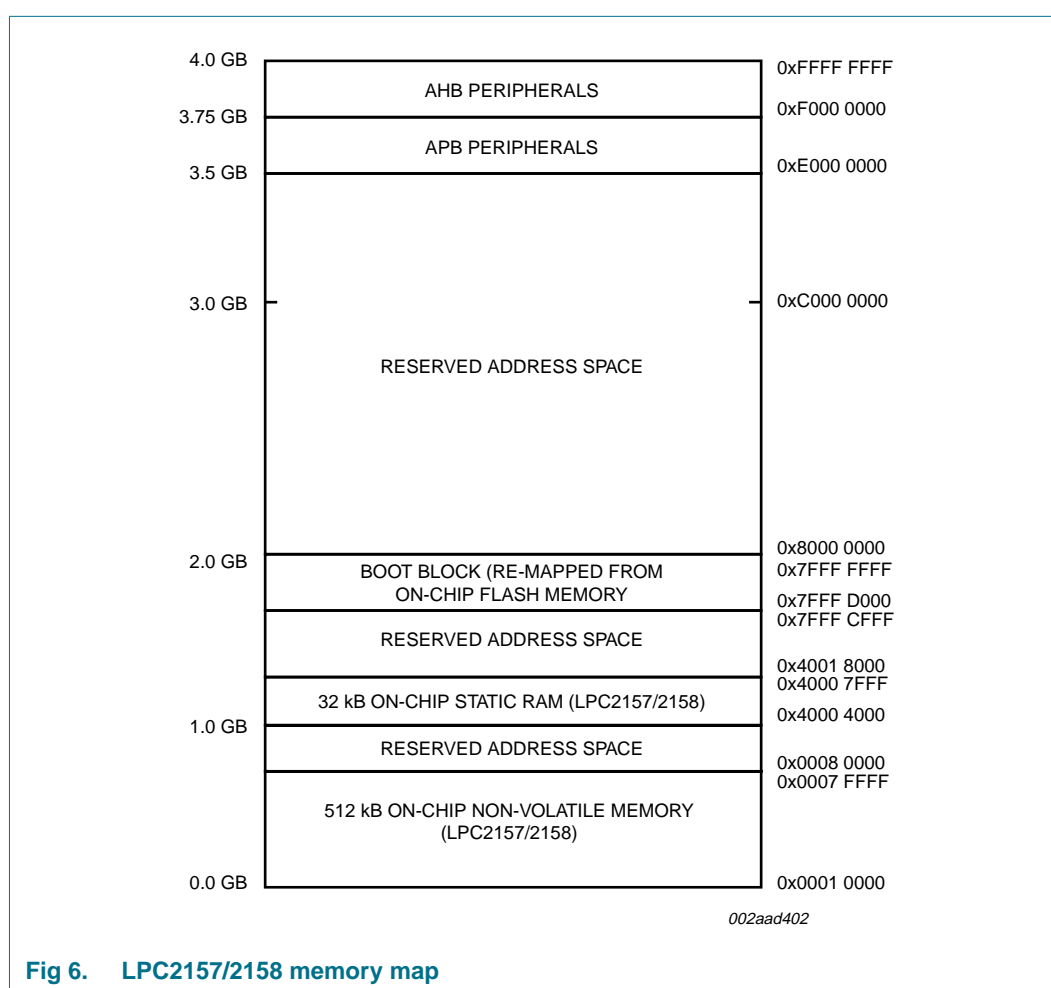 4.0 GB
0xFFFF FFFF
AHB PERIPHERALS
3.75 GB
0xF000 0000
APB PERIPHERALS
3.5 GB
0xE000 0000
3.0 GB
0xC000 0000
RESERVED ADDRESS SPACE
2.0 GB
0x8000 0000
BOOT BLOCK (RE-MAPPED FROM
ON-CHIP FLASH MEMORY
0x7FFF FFFF
0x7FFF D000
0x7FFF CFFF
RESERVED ADDRESS SPACE
0x4001 8000
0x4000 7FFF
32 kB ON-CHIP STATIC RAM (LPC2157/2158)
0x4000 4000
1.0 GB
RESERVED ADDRESS SPACE
0x0008 0000
0x0007 FFFF
512 kB ON-CHIP NON-VOLATILE MEMORY
(LPC2157/2158)
0.0 GB
0x0001 0000
002aad402
Fig 6. LPC2157/2158 memory map